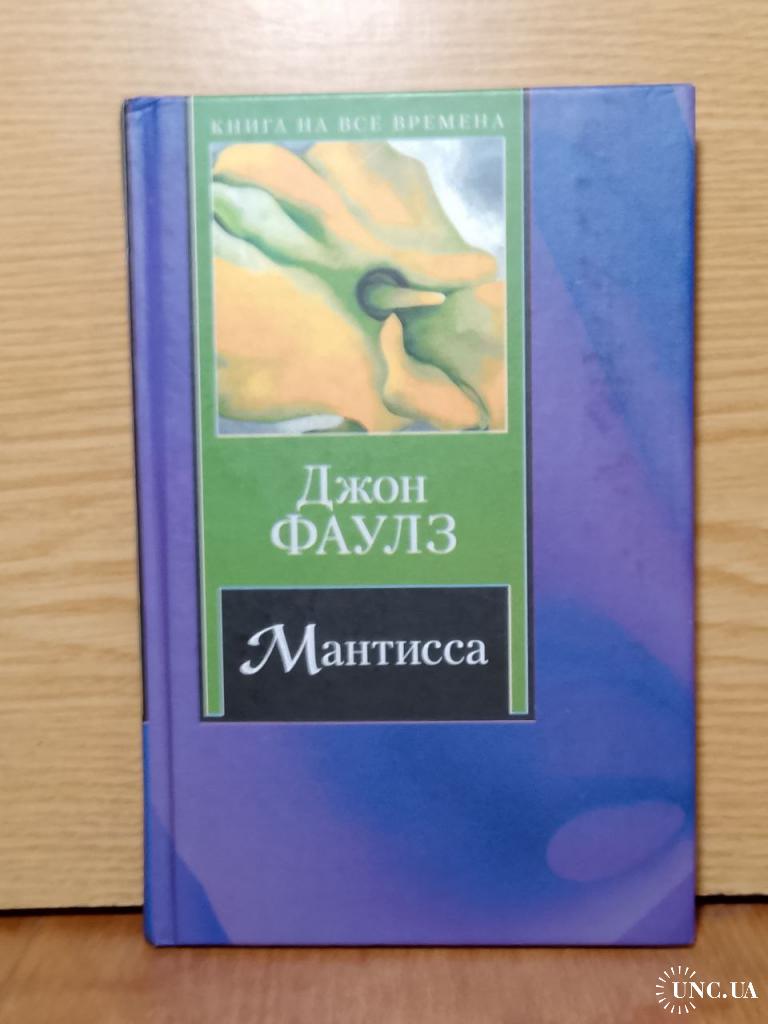 КНИГА НА ВСЕ ВРЕМЕНА
Джон
ФАУЛЗ
Мантисса
UNC.UA